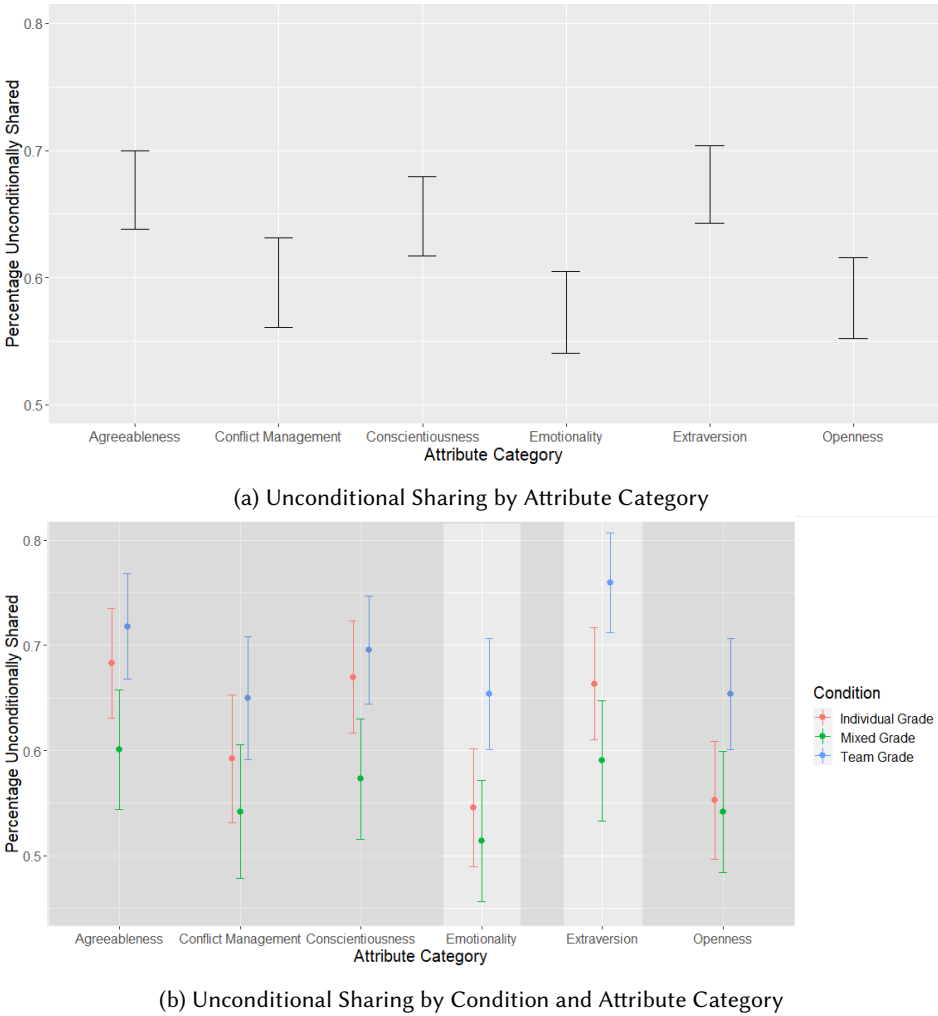 0.8
0.7
0.6
0.5
Percentage Unconditionally Shared
Agreeableness Conflict Management Conscientiousness Emotionality Extraversion Openness
Attribute Category
(a) Unconditional Sharing by Attribute Category
0.8
0.7
0.6
0.5
Percentage Unconditionally Shared
Agreeableness Conflict Management Conscientiousness Emotionality Extraversion Openness
Attribute Category
Condition
Individual Grade
Mixed Grade
Team Grade
(b) Unconditional Sharing by Condition and Attribute Category